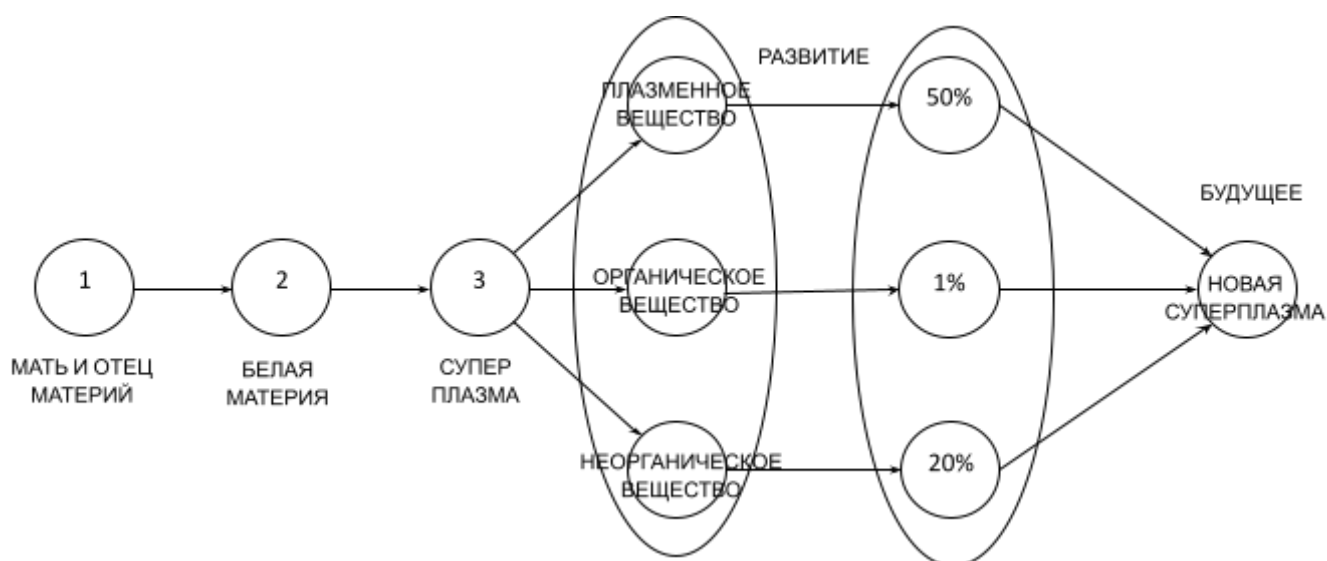 РАЗВИТИЕ
ПЛАЗМЕННОЕ
ВЕЩЕСТВО
50%
БУДУЩЕЕ
1
2
3
ОРГАНИЧЕСКОЕ
ВЕЩЕСТВО
1%
НОВАЯ
СУПЕРПЛАЗМА
МАТЬ И ОТЕЦ
МАТЕРИЙ
БЕЛАЯ
МАТЕРИЯ
СУПЕР
ПЛАЗМА
НЕОРГАНИЧЕСКОЕ
ВЕЩЕСТВО
20%